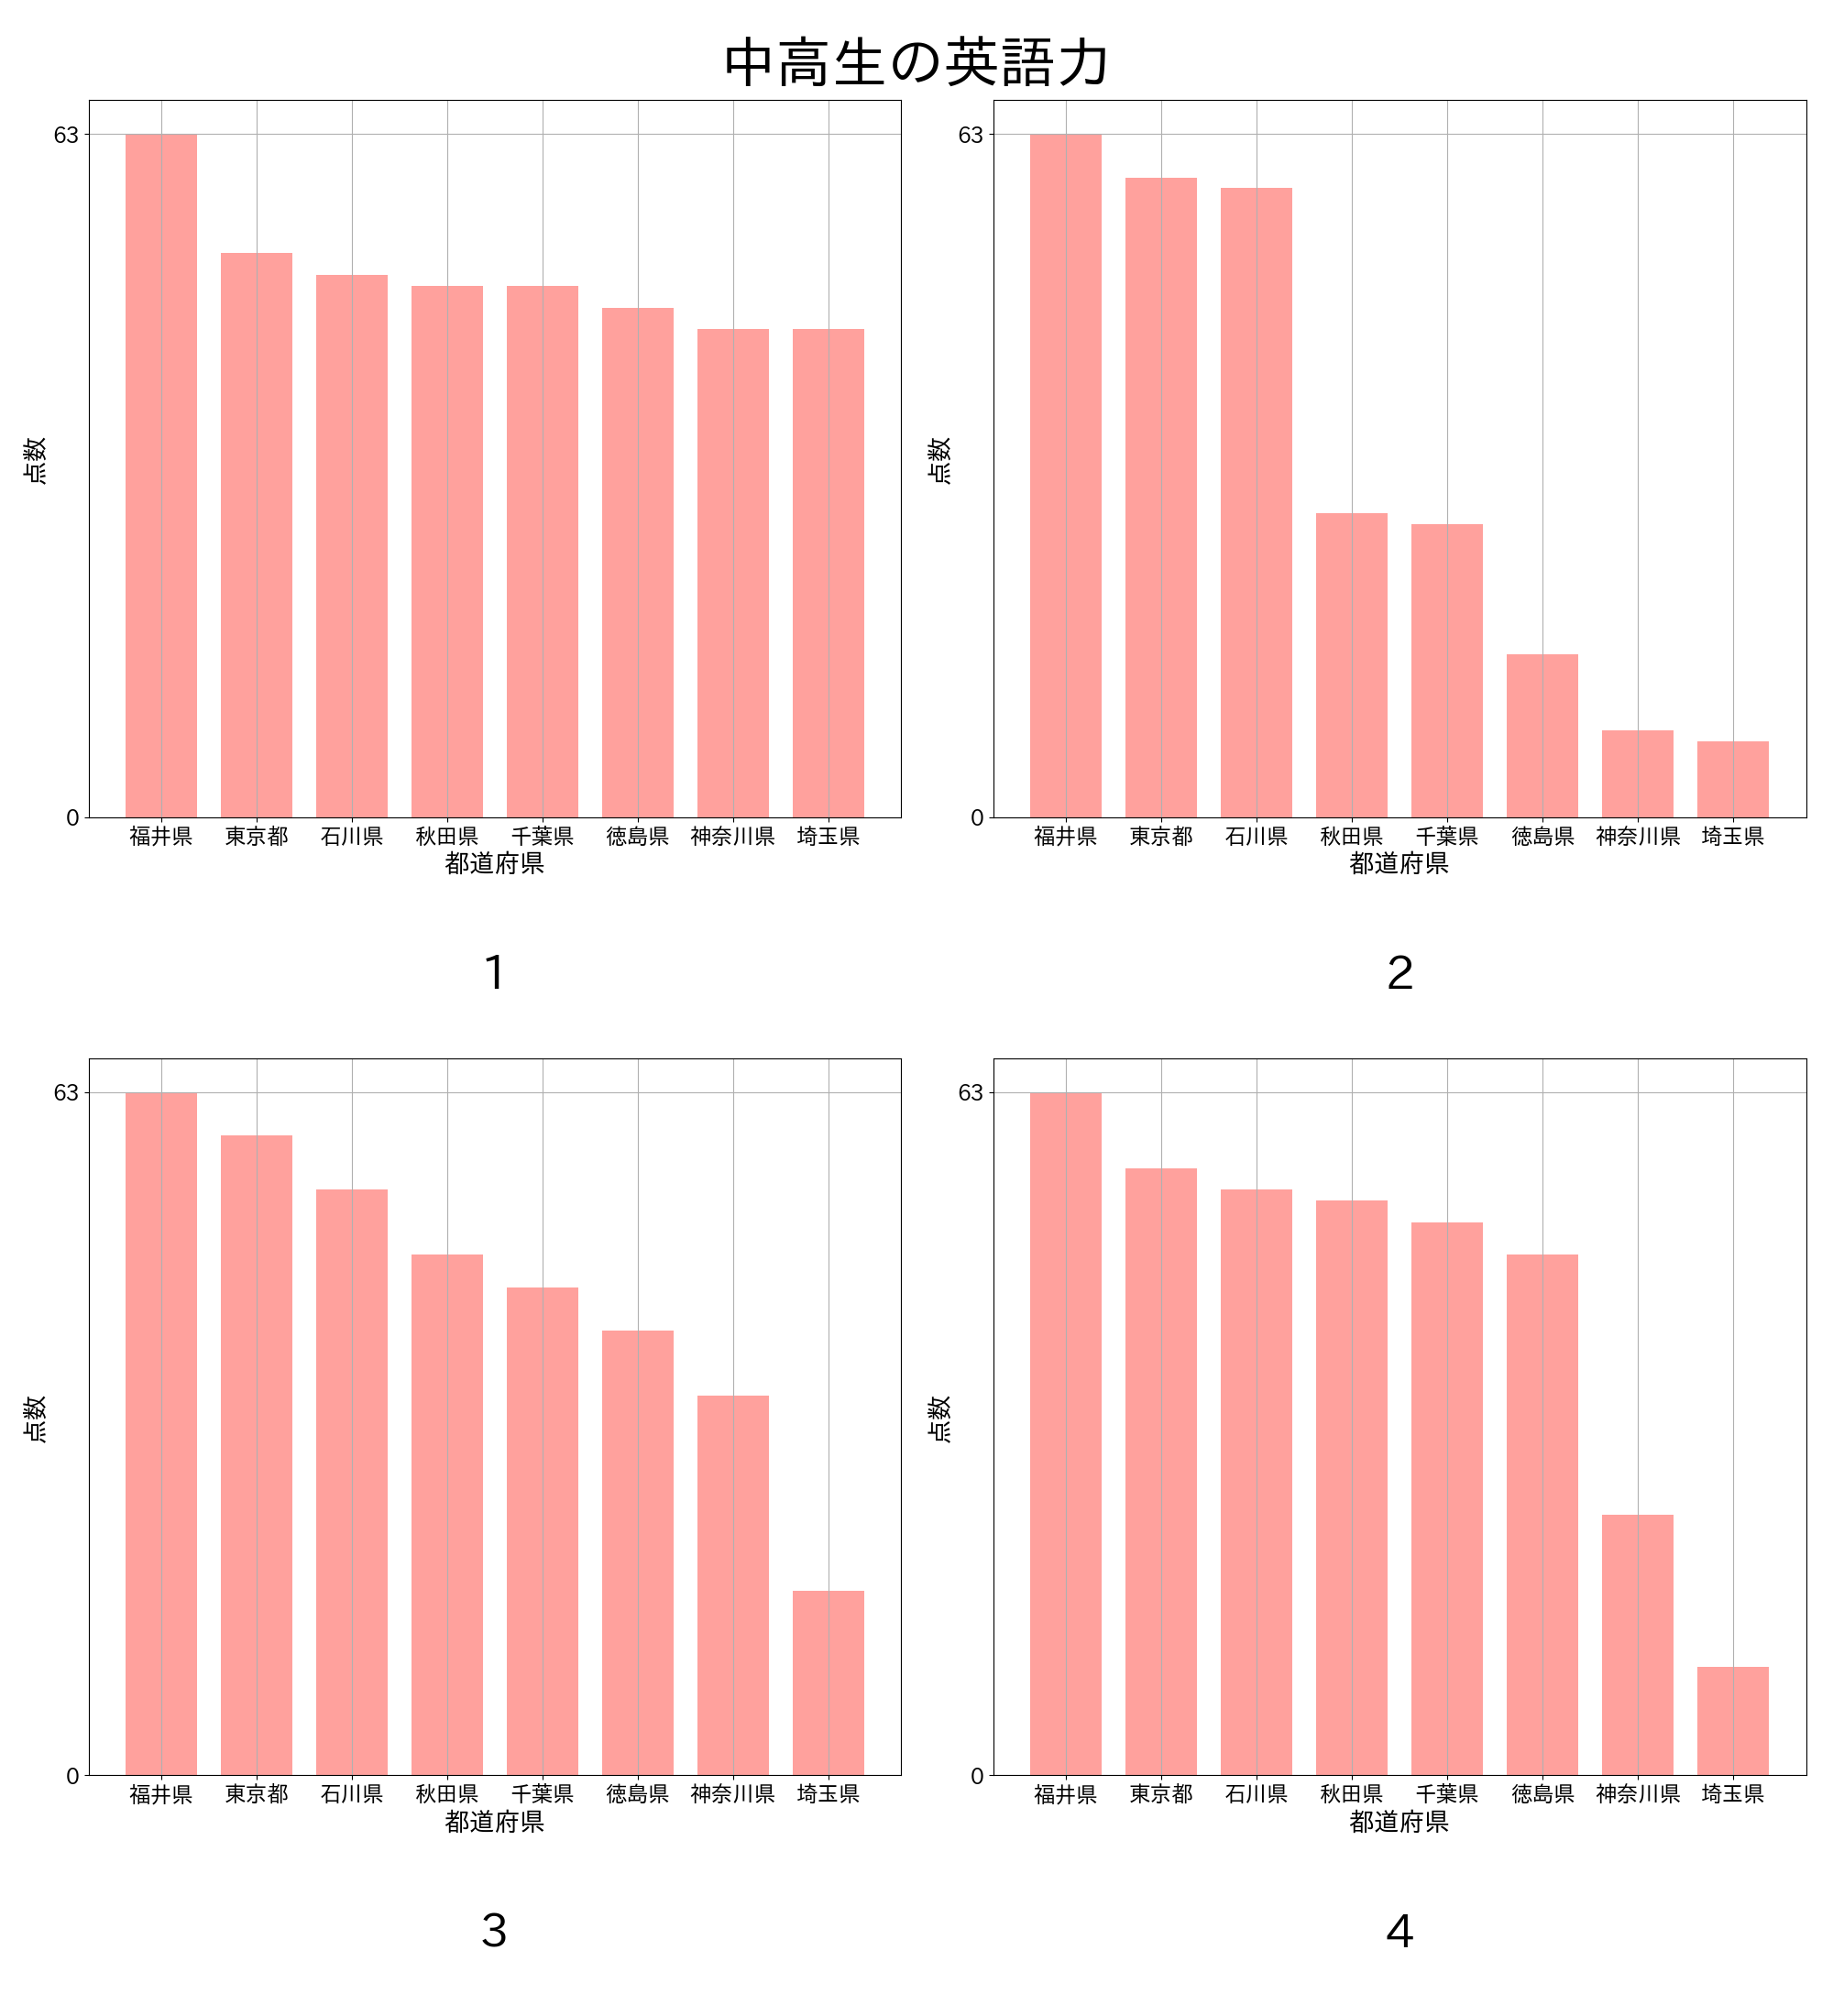 中高生の英語力
63
0
点数
福井県 東京都 石川県 秋田県 千葉県 徳島県 神奈川県 埼玉県
都道府県
1
63
0
点数
福井県 東京都 石川県 秋田県 千葉県 徳島県 神奈川県 埼玉県
都道府県
2
63
0
点数
福井県 東京都 石川県 秋田県 千葉県 徳島県 神奈川県 埼玉県
都道府県
3
63
0
点数
福井県 東京都 石川県 秋田県 千葉県 徳島県 神奈川県 埼玉県
都道府県
4